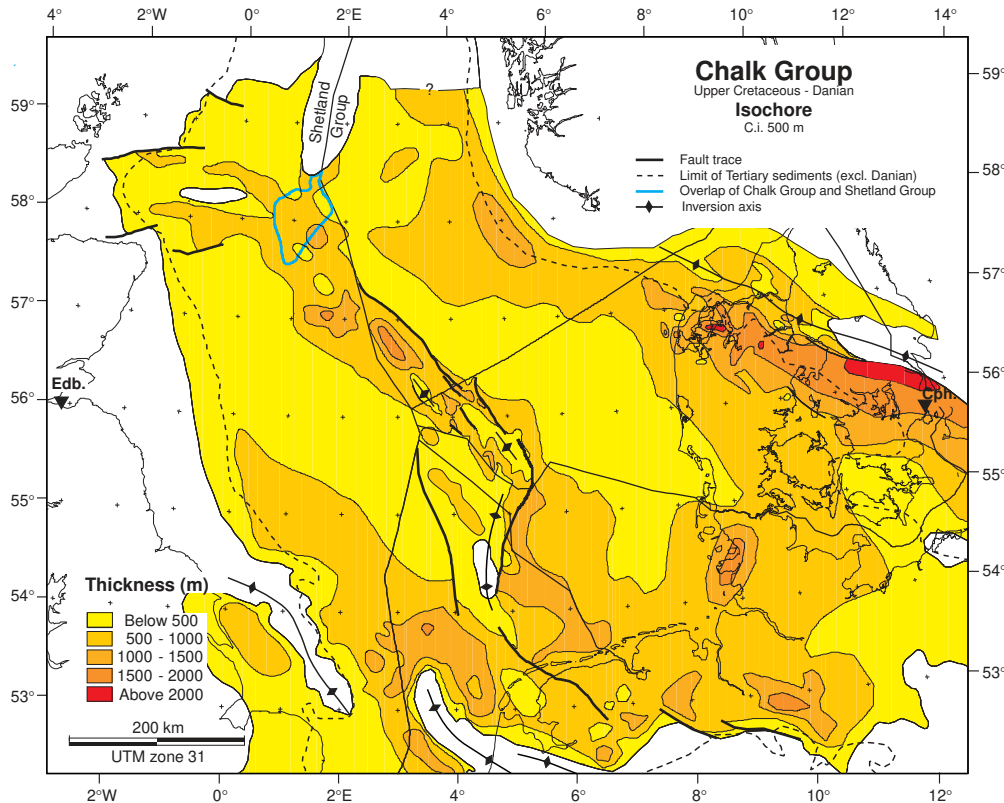 4° 2°W 0° 2°E 4° 6° 8° 10° 12° 14°
59°
58°
57°
56°
55°
54°
53°
59°
58°
57°
56°
55°
54°
53°
2°W 0° 2°E 4° 6° 8° 10° 12°
Shetland
Group
?
Chalk Group
Upper Cretaceous - Danian
Isochore
C.i. 500 m
Fault trace
Limit of Tertiary sediments (excl. Danian)
Overlap of Chalk Group and Shetland Group
Inversion axis
Edb.
Cph.
Thickness (m)
Below 500
500 - 1000
1000 - 1500
1500 - 2000
Above 2000
200 km
UTM zone 31